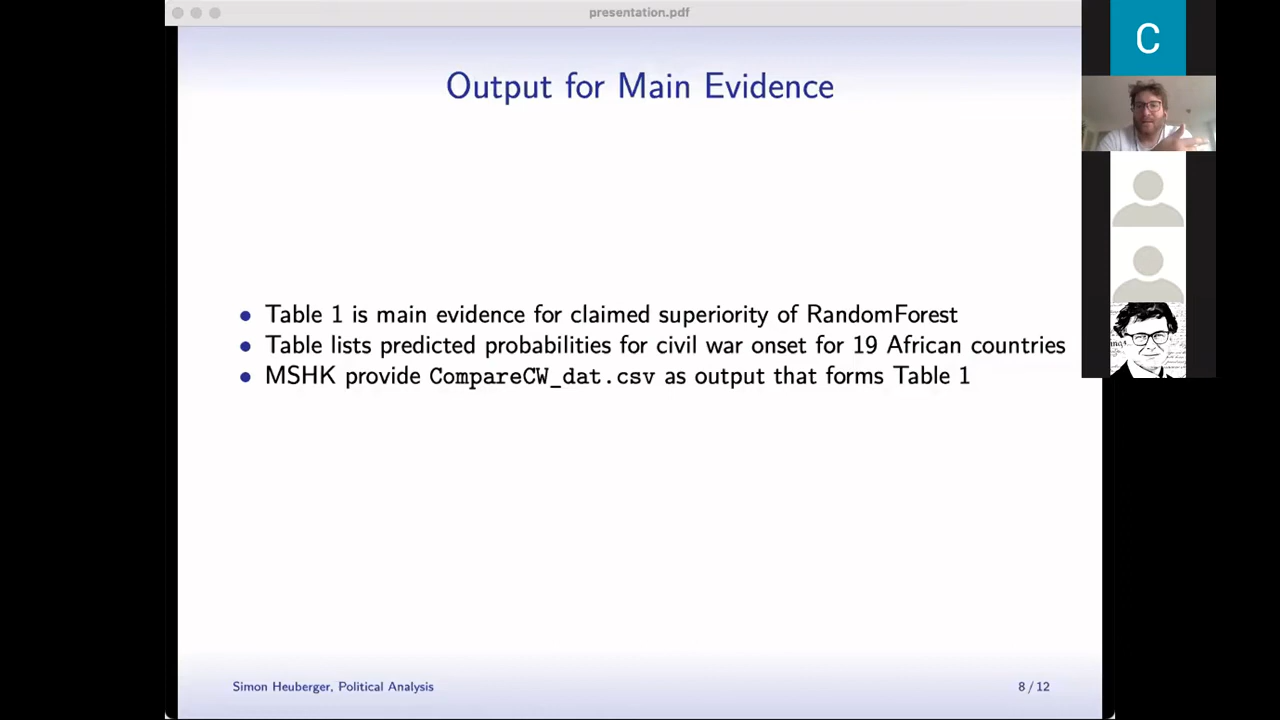 presentation.pdf
C
Output for Main Evidence
• Table 1 is main evidence for claimed superiority of RandomForest
• Table lists predicted probabilities for civil war onset for 19 African countries
• MSHK provide CompareCW_dat.csv as output that forms Table 1
Simon Heuberger, Political Analysis
8 / 12